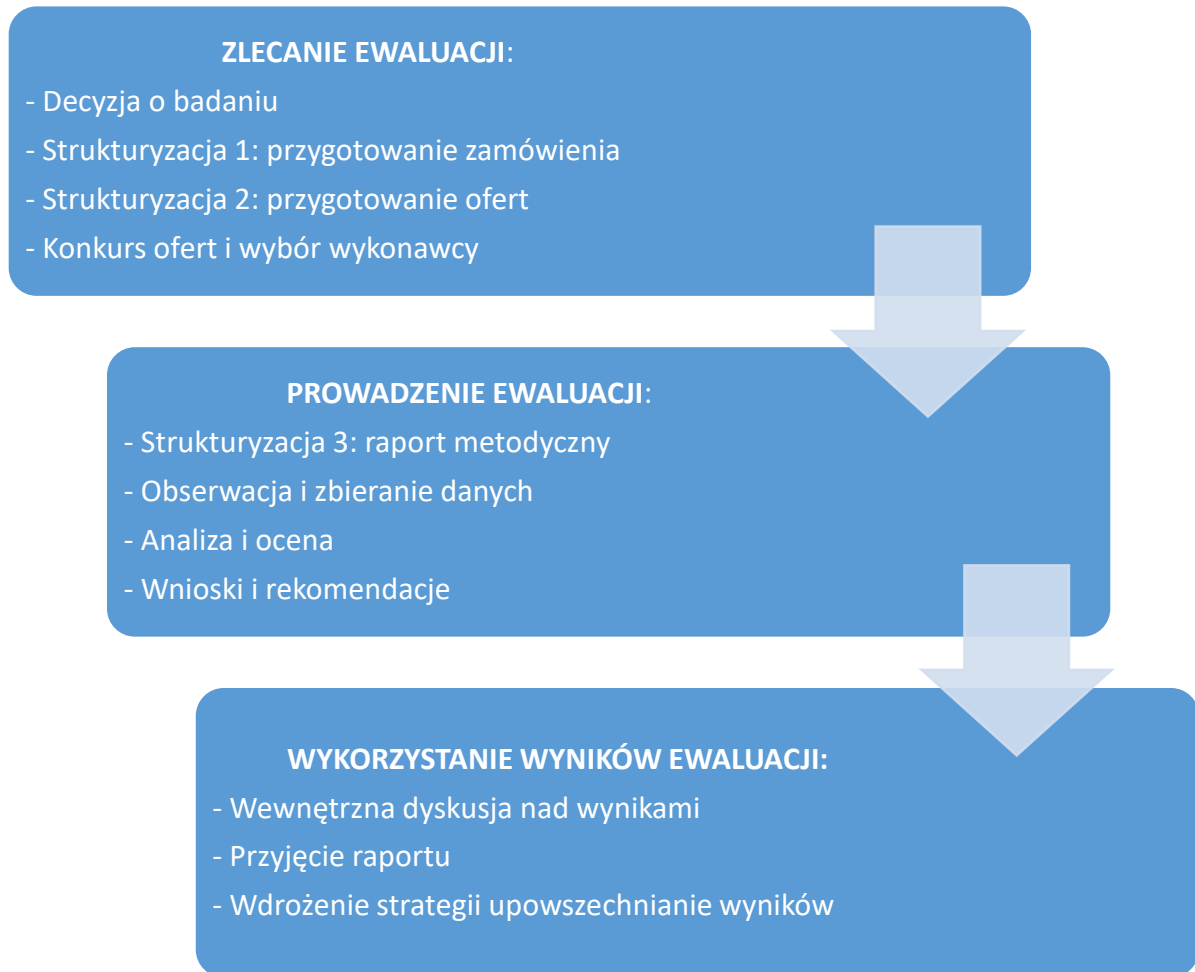 ZLECANIE EWALUACJI:
- Decyzja o badaniu
- Strukturyzacja 1: przygotowanie zamówienia
- Strukturyzacja 2: przygotowanie ofert
- Konkurs ofert i wybór wykonawcy
PROWADZENIE EWALUACJI:
- Strukturyzacja 3: raport metodyczny
- Obserwacja i zbieranie danych
- Analiza i ocena
- Wnioski i rekomendacje
WYKORZYSTANIE WYNIKÓW EWALUACJI:
- Wewnętrzna dyskusja nad wynikami
- Przyjęcie raportu
- Wdrożenie strategii upowszechnianie wyników